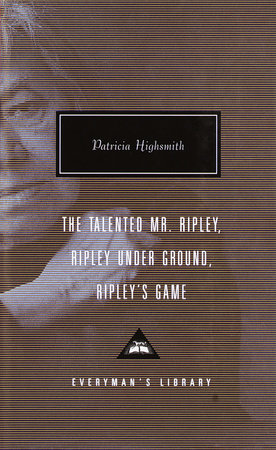 Patricia Highsmith
THE TALENTED MR. RIPLEY,
RIPLEY UNDER GROUND,
RIPLEY'S GAME
EVERYMAN'S LIBRARY